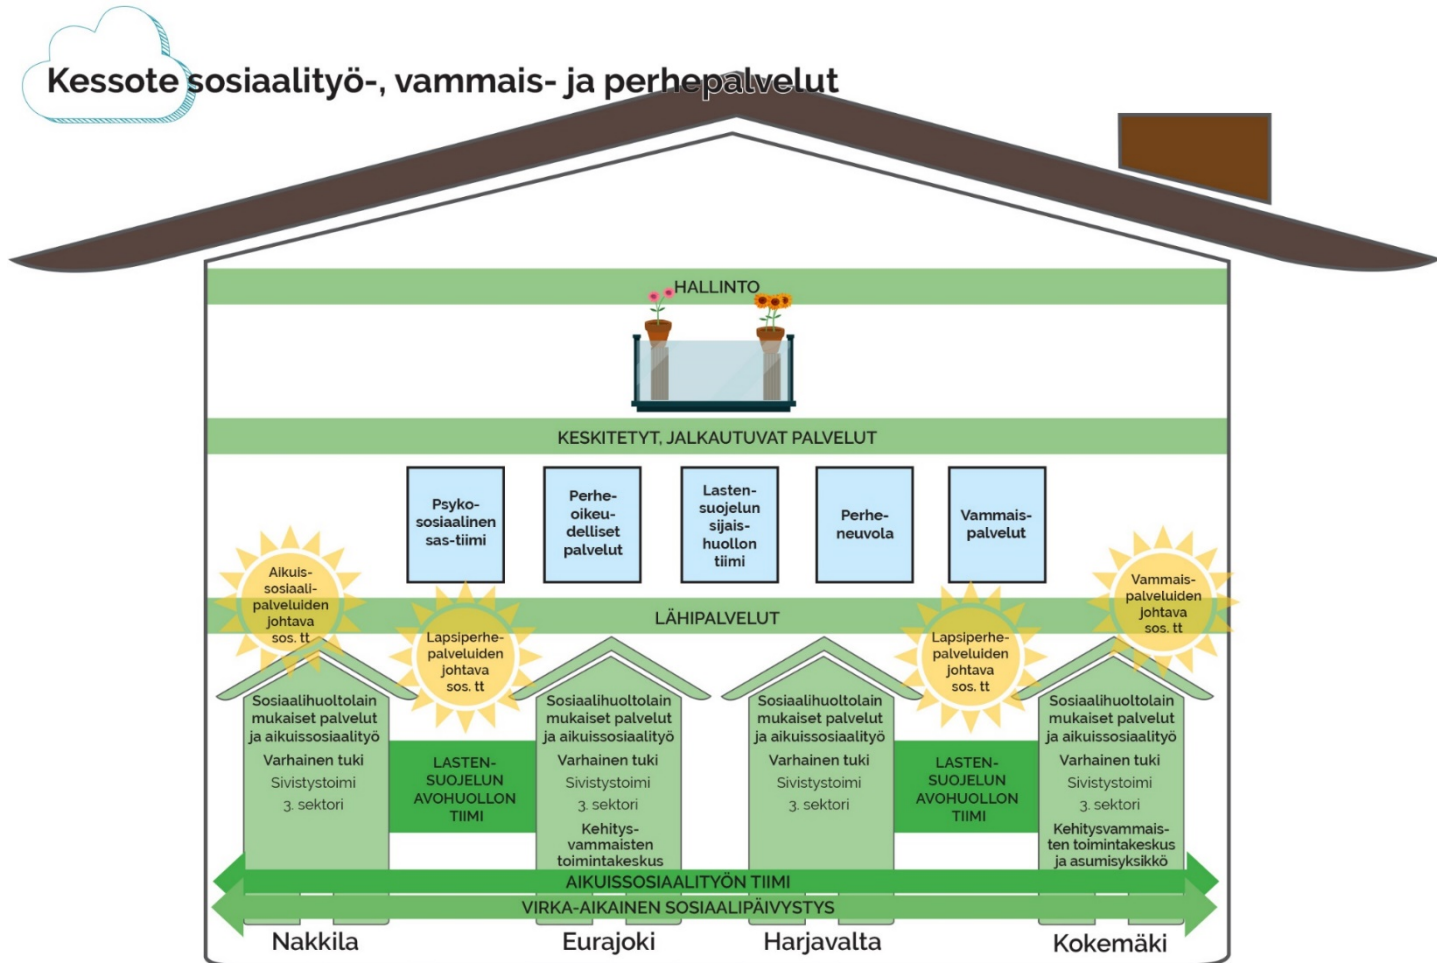 Kessote sosiaalityö-, vammais- ja perhepalvelut
HALLINTO
KESKITETYT, JALKAUTUVAT PALVELUT
Psyko-
sosiaalinen
sas-tiimi
Perhe-
oikeu-
delliset
palvelut
Lasten-
suojelun
sijais-
huollon
tiimi
Perhe-
neuvola
Vammais-
palvelut
Aikuis-
sosiaali-
palveluiden
johtava
sos. tt
Lapsiperhe-
palveluiden
johtava
sos. tt
LÄHIPALVELUT
Lapsiperhe-
palveluiden
johtava
sos. tt
Vammais-
palveluiden
johtava
sos. tt
Sosiaalihuoltolain
mukaiset palvelut
ja aikuissosiaalityö
Varhainen tuki
Sivistystoimi
3. sektori
LASTEN-
SUOJELUN
AVOHUOLLON
TIIMI
Sosiaalihuoltolain
mukaiset palvelut
ja aikuissosiaalityö
Varhainen tuki
Sivistystoimi
3. sektori
Kehitys-
vammaisten
toimintakeskus
Sosiaalihuoltolain
mukaiset palvelut
ja aikuissosiaalityö
Varhainen tuki
Sivistystoimi
3. sektori
LASTEN-
SUOJELUN
AVOHUOLLON
TIIMI
Sosiaalihuoltolain
mukaiset palvelut
ja aikuissosiaalityö
Varhainen tuki
Sivistystoimi
3. sektori
Kehitysvammais-
ten toimintakeskus
ja asumisyksikkö
AIKUISSOSIAALITYÖN TIIMI
VIRKA-AIKAINEN SOSIAALIPÄIVYSTYS
Nakkila
Eurajoki
Harjavalta
Kokemäki